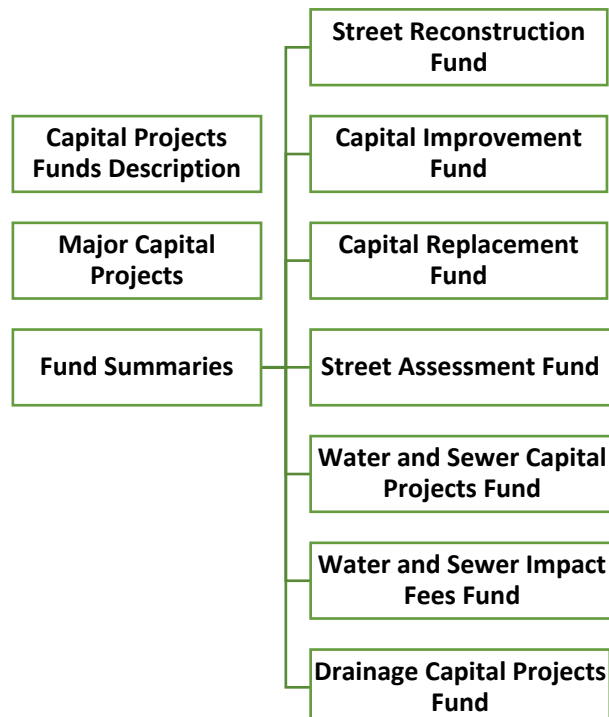 Capital Projects
Funds Description
Major Capital
Projects
Fund Summaries
Street Reconstruction
Fund
Capital Improvement
Fund
Capital Replacement
Fund
Street Assessment Fund
Water and Sewer Capital
Projects Fund
Water and Sewer Impact
Fees Fund
Drainage Capital Projects
Fund